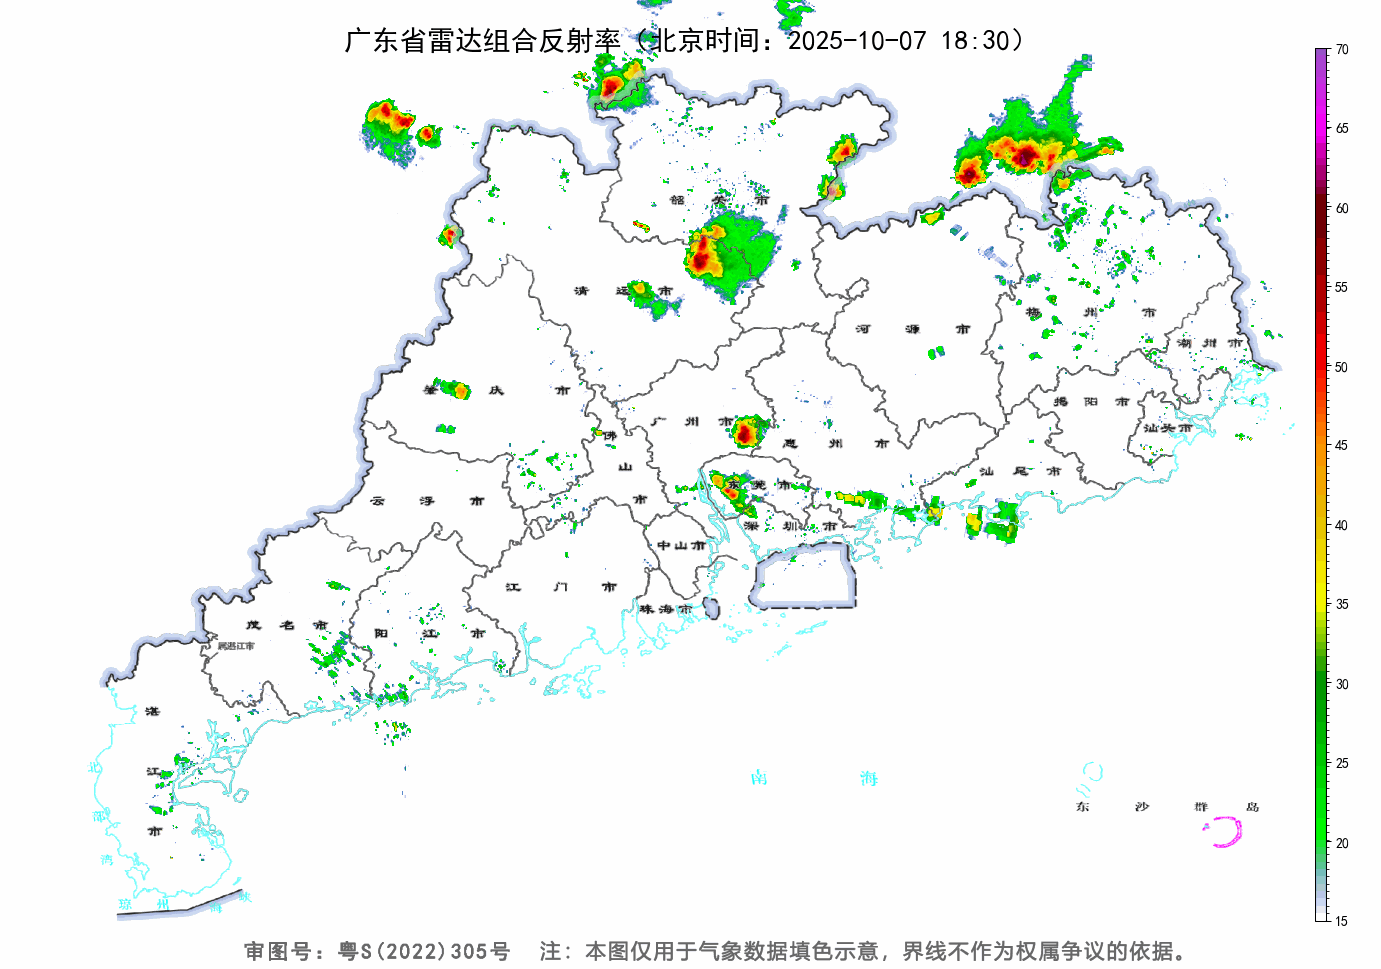 广东省雷达组合反射率（北京时间：2025-10-07 18:30）
70
65
60
55
50
45
40
35
30
25
20
15
韶关市
清远市
河源市
梅州市
潮州市
肇庆市
广州市
揭阳市
汕头市
佛山市
惠州市
汕尾市
云浮市
东莞市
深圳市
中山市
江门市
珠海市
茂名市
阳江市
属湛江市
湛江市
北部湾
南海
东沙群岛
琼州海峡
审图号：粤S(2022)305号 注：本图仅用于气象数据填色示意，界线不作为权属争议的依据。